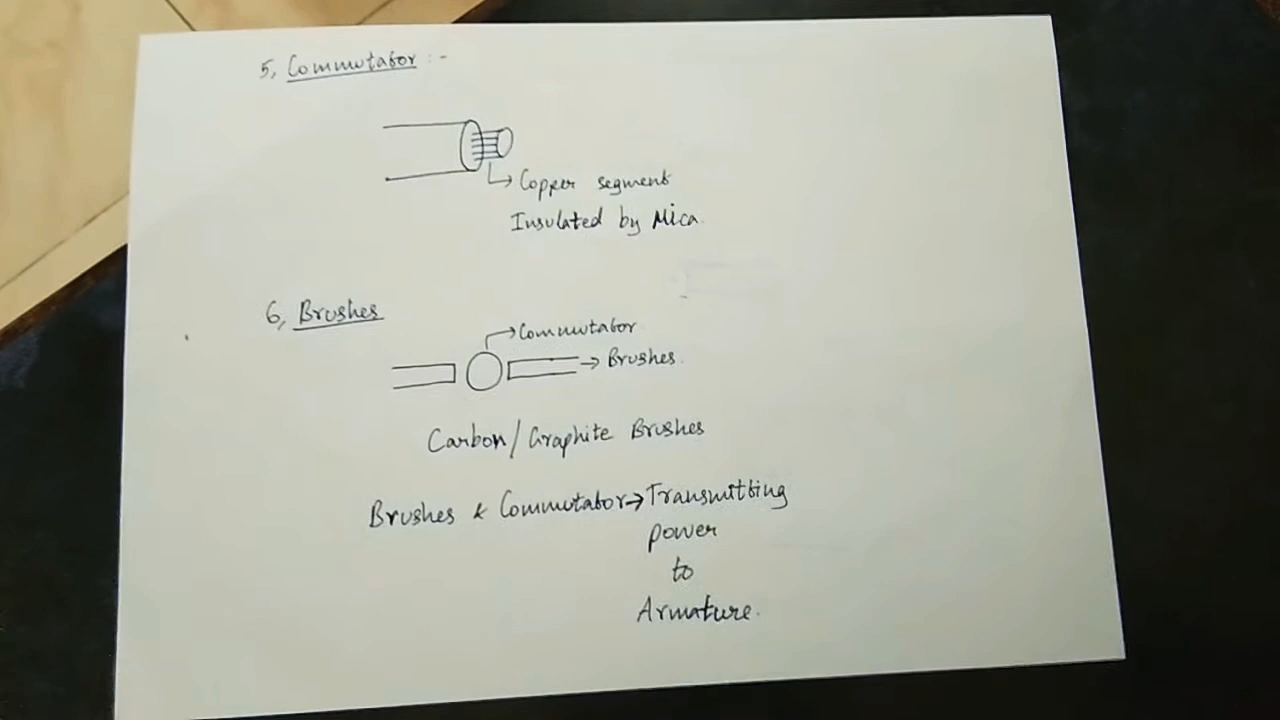 5, Commutator :-
Copper segment
Insulated by Mica.
6, Brushes
Commutator
Brushes.
Carbon/Graphite Brushes
Brushes & Commutator→Transmitting
power
to
Armature.